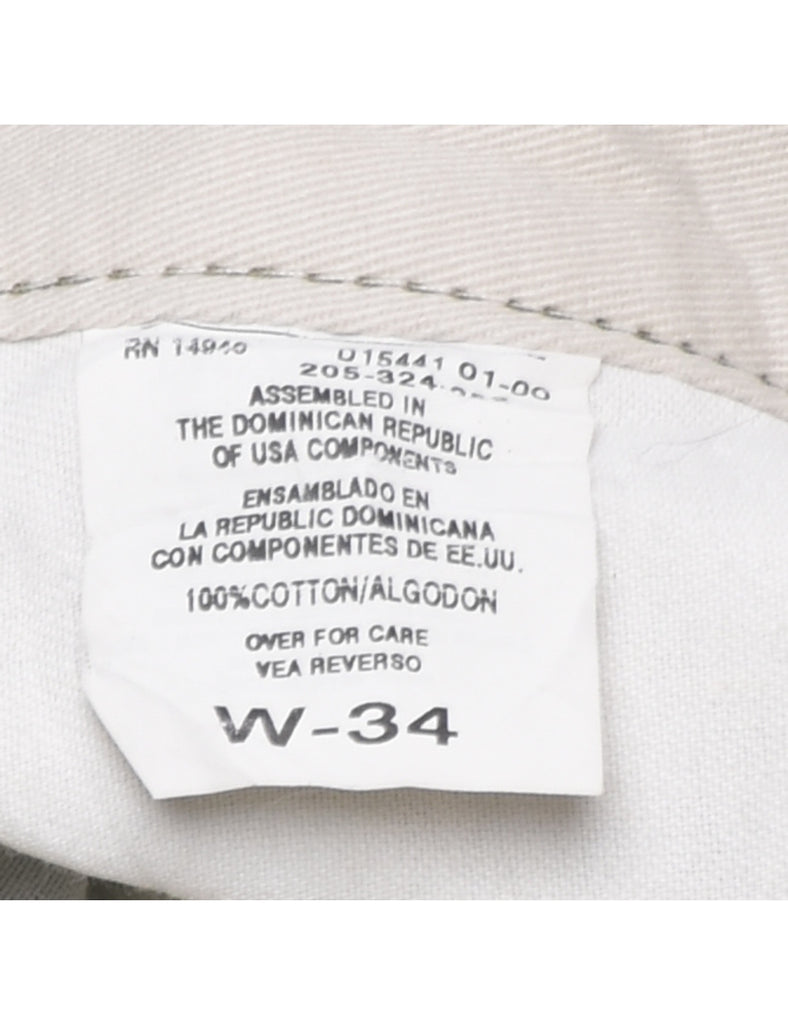 RN 14940
015441 01-00
205-324
ASSEMBLED IN
THE DOMINICAN REPUBLIC
OF USA COMPONENTS
ENSAMBLADO EN
LA REPUBLIC DOMINICANA
CON COMPONENTES DE EE.UU.
100%COTTON/ALGODON
OVER FOR CARE
VEA REVERSO
W-34